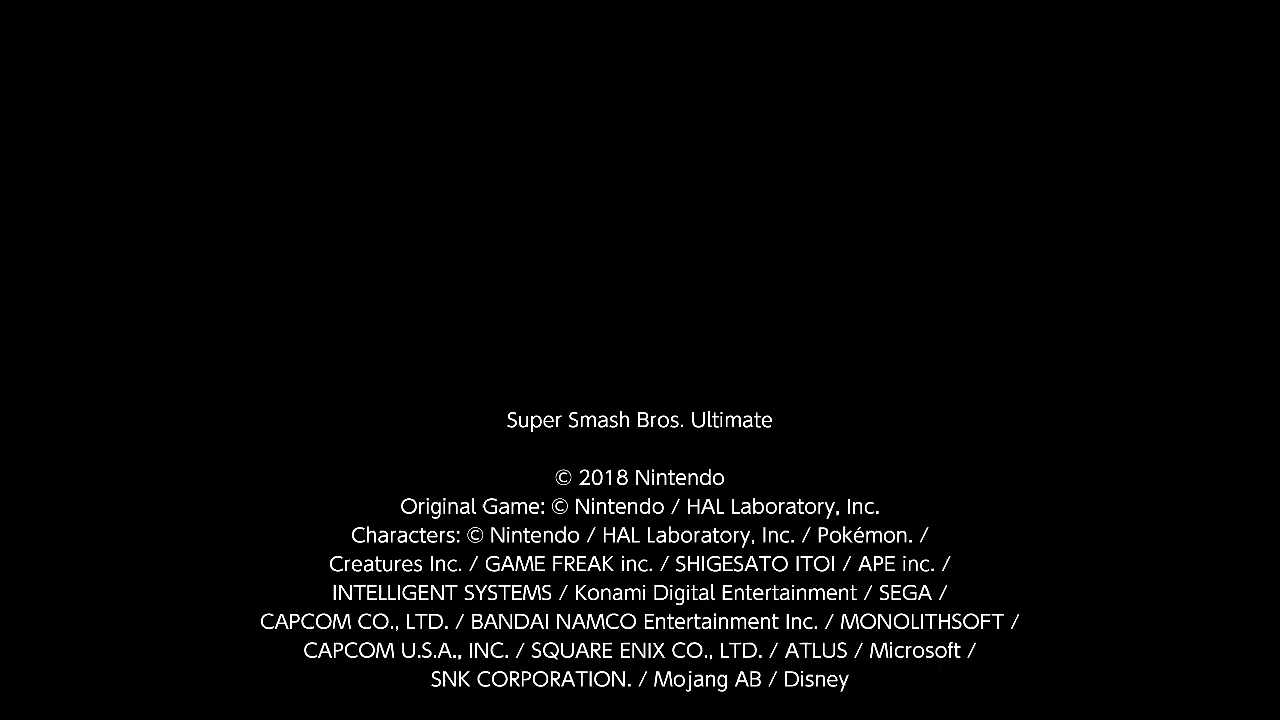 Super Smash Bros. Ultimate
© 2018 Nintendo
Original Game: © Nintendo / HAL Laboratory, Inc.
Characters: © Nintendo / HAL Laboratory, Inc. / Pokémon. /
Creatures Inc. / GAME FREAK inc. / SHIGESATO ITOI / APE inc. /
INTELLIGENT SYSTEMS / Konami Digital Entertainment / SEGA /
CAPCOM CO., LTD. / BANDAI NAMCO Entertainment Inc. / MONOLITHSOFT /
CAPCOM U.S.A., INC. / SQUARE ENIX CO., LTD. / ATLUS / Microsoft /
SNK CORPORATION. / Mojang AB / Disney